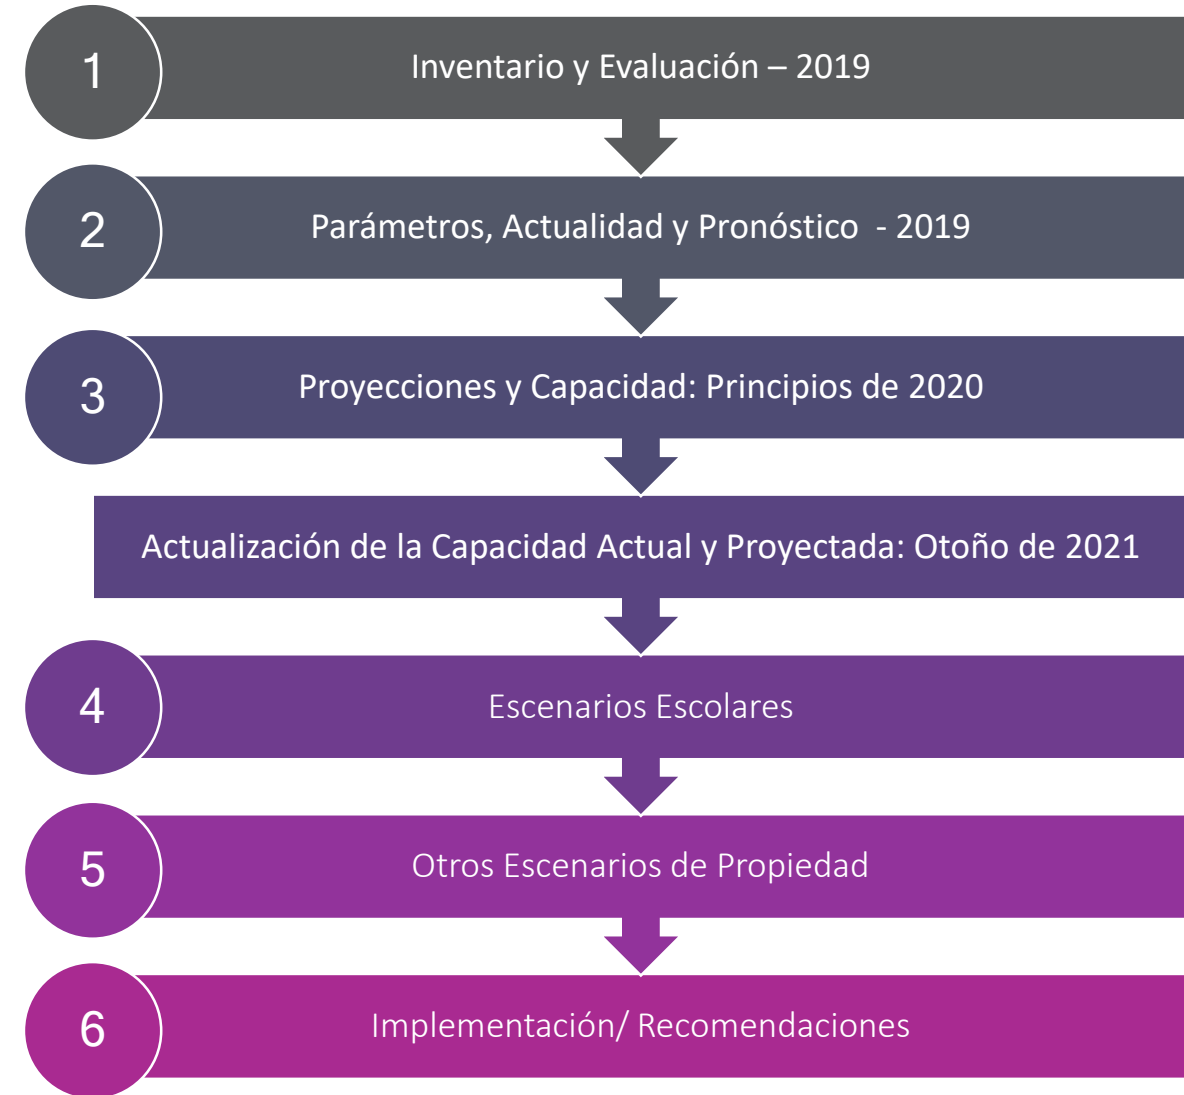 1
Inventario y Evaluación – 2019
2
Parámetros, Actualidad y Pronóstico - 2019
3
Proyecciones y Capacidad: Principios de 2020
Actualización de la Capacidad Actual y Proyectada: Otoño de 2021
4
Escenarios Escolares
5
Otros Escenarios de Propiedad
6
Implementación/ Recomendaciones